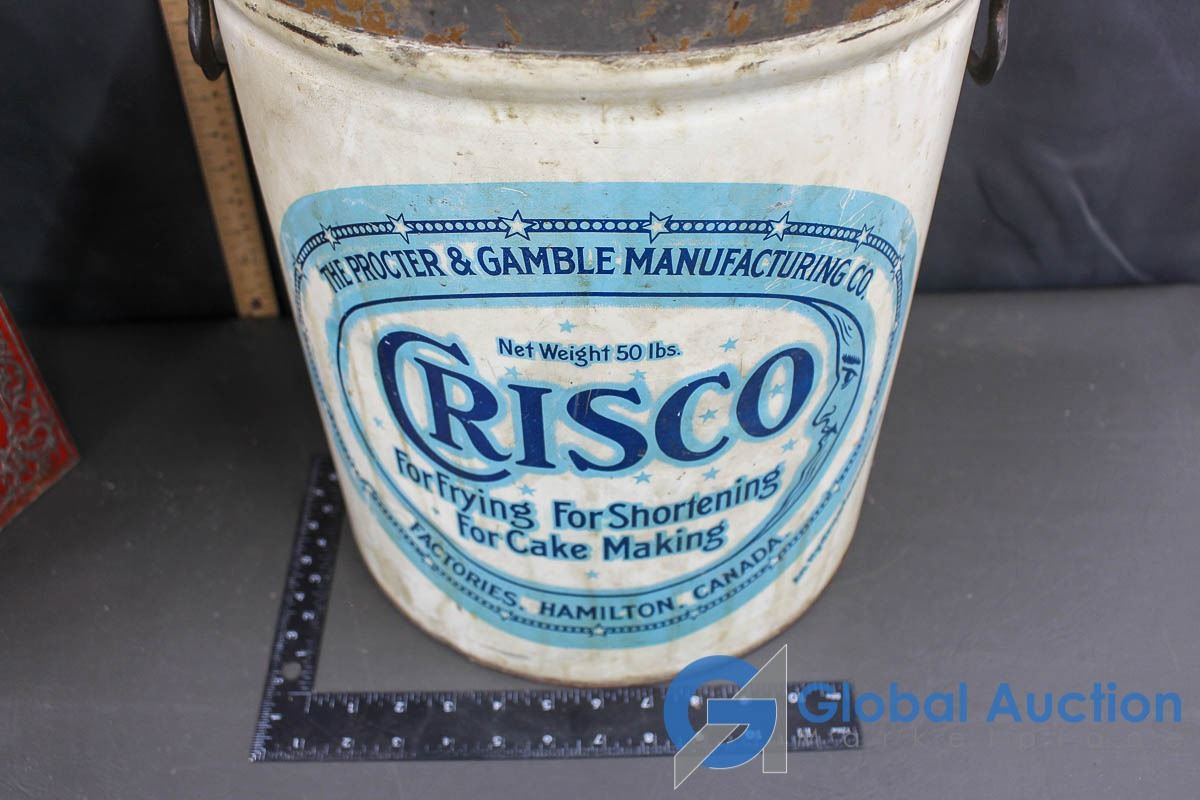 THE PROCTER & GAMBLE MANUFACTURING CO.
Net Weight 50 lbs.
CRISCO
For Frying For Shortening
For Cake Making
FACTORIES, HAMILTON, CANADA.
Global Auction